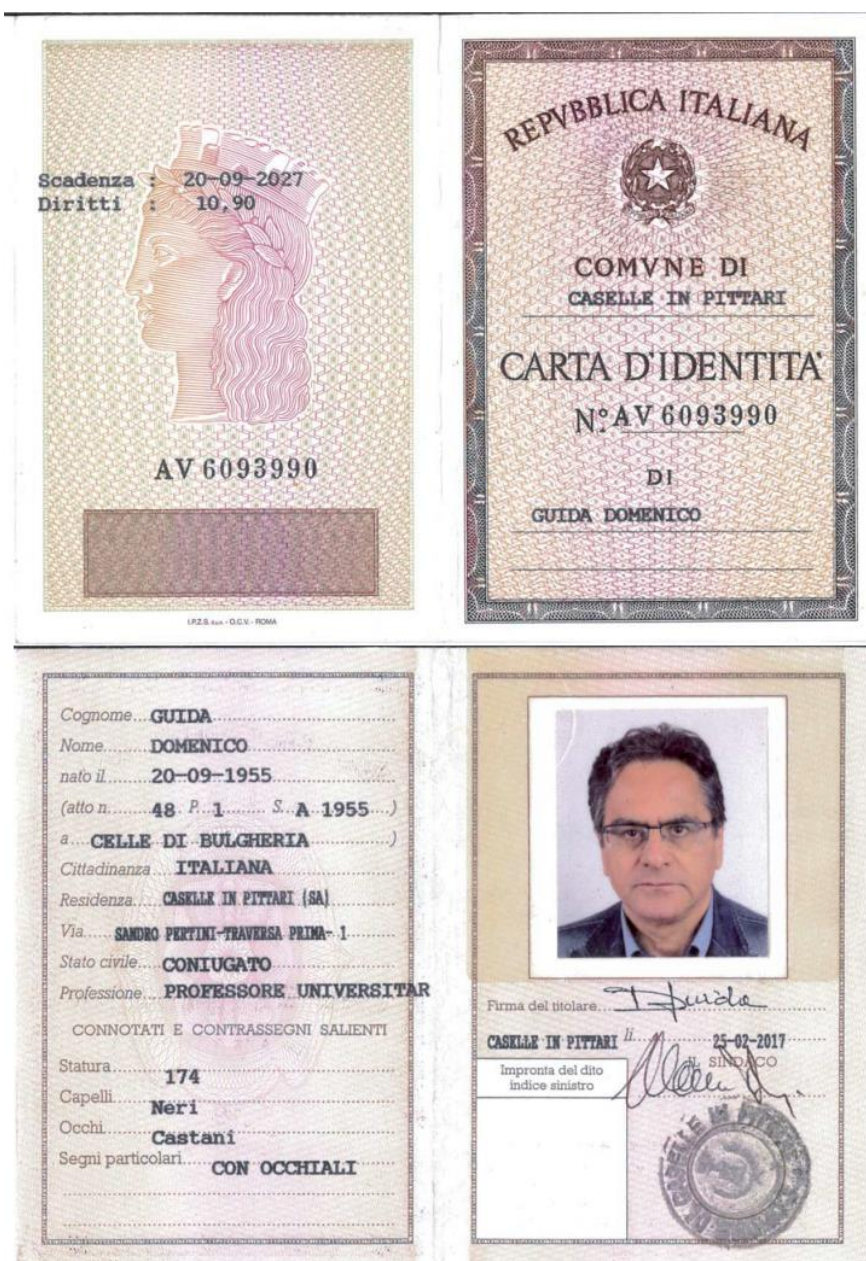 Scadenza : 20-09-2027
Diritti : 10,90
AV 6093990
I.P.Z.S. S.p.A. - O.C.V. - ROMA
REPVBBLICA ITALIANA
COMVNE DI
CASELLE IN PITTARI
CARTA D'IDENTITA'
N° AV 6093990
DI
GUIDA DOMENICO
Cognome GUIDA
Nome DOMENICO
nato il 20-09-1955
(atto n. 48 P. 1 S. A 1955)
a CELLE DI BULGHERIA )
Cittadinanza ITALIANA
Residenza CASELLE IN PITTARI (SA)
Via SANDRO PERTINI-TRAVERSA PRIMA- 1
Stato civile CONIUGATO
Professione PROFESSORE UNIVERSITAR
CONNOTATI E CONTRASSEGNI SALIENTI
Statura 174
Capelli Neri
Occhi Castani
Segni particolari CON OCCHIALI
Firma del titolare DGuida
CASELLE IN PITTARI lì 25-02-2017
IL SINDACO
Impronta del dito
indice sinistro